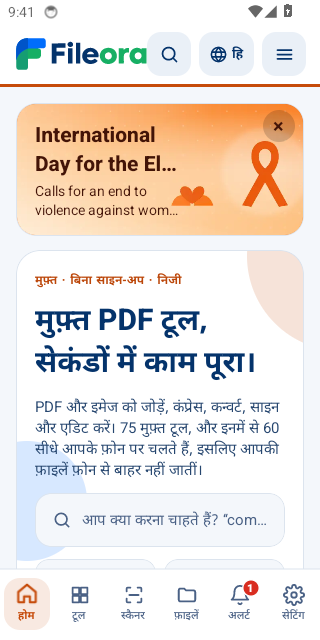 9:41
Fileora
हि
International
Day for the El…
Calls for an end to
violence against wom…
मुफ़्त · बिना साइन-अप · निजी
मुफ़्त PDF टूल,
सेकंडों में काम पूरा।
PDF और इमेज को जोड़ें, कंप्रेस, कन्वर्ट, साइन
और एडिट करें। 75 मुफ़्त टूल, और इनमें से 60
सीधे आपके फ़ोन पर चलते हैं, इसलिए आपकी
फ़ाइलें फ़ोन से बाहर नहीं जातीं।
आप क्या करना चाहते हैं? “com…
1
होम टूल स्कैनर फ़ाइलें अलर्ट सेटिंग